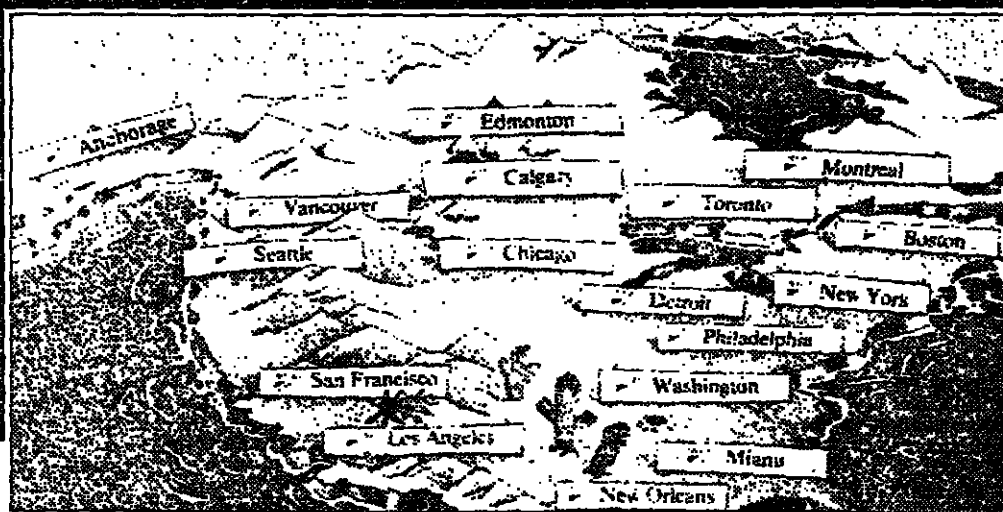 Anchorage
Edmonton
Montreal
Calgary
Vancouver
Toronto
Boston
Seattle
Chicago
New York
Detroit
Philadelphia
San Francisco
Washington
Los Angeles
Miami
New Orleans